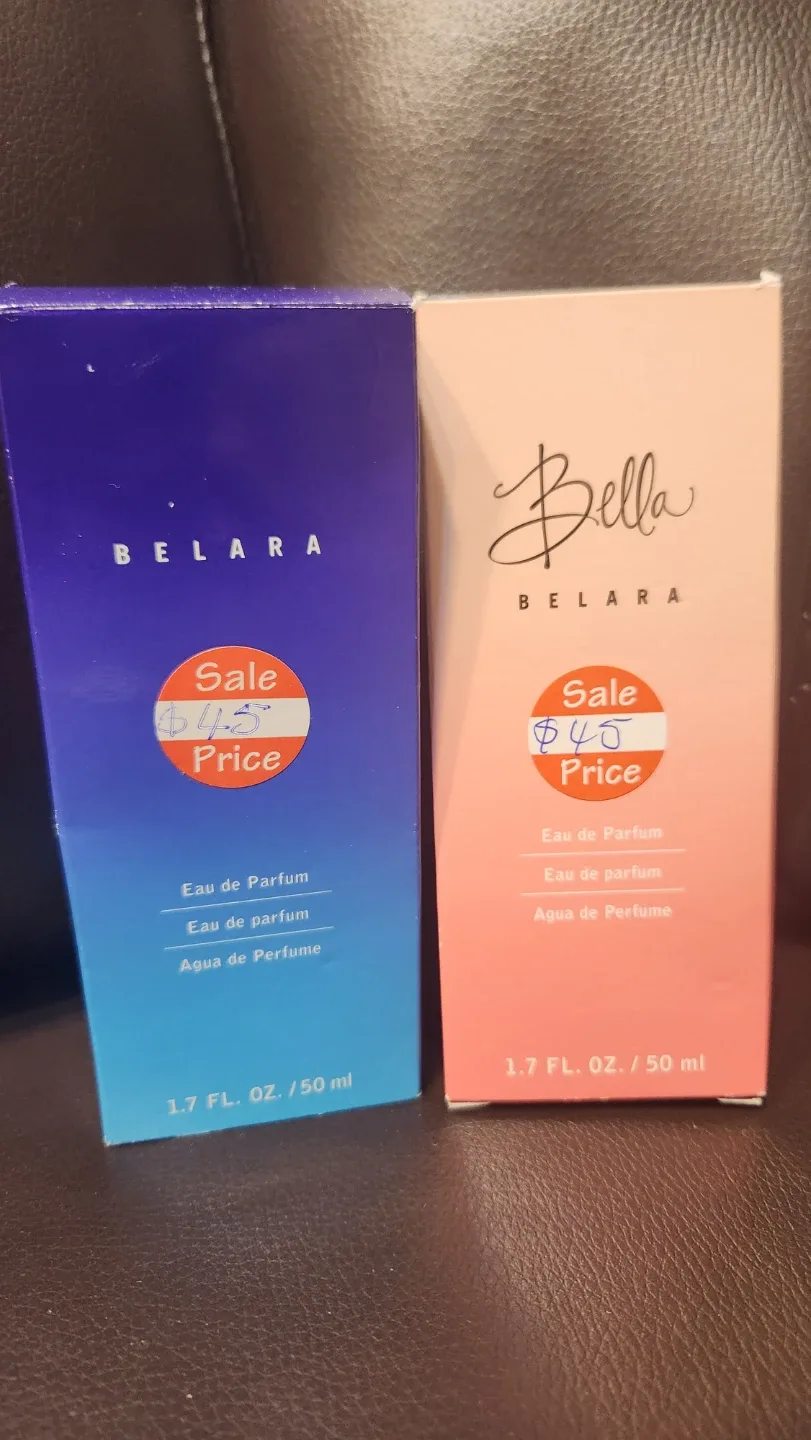 BELARA
Sale
$45
Price
Eau de Parfum
Eau de parfum
Agua de Perfume
1.7 FL. OZ. / 50 ml
Bella
BELARA
Sale
$45
Price
Eau de Parfum
Eau de parfum
Agua de Perfume
1.7 FL. OZ. / 50 ml